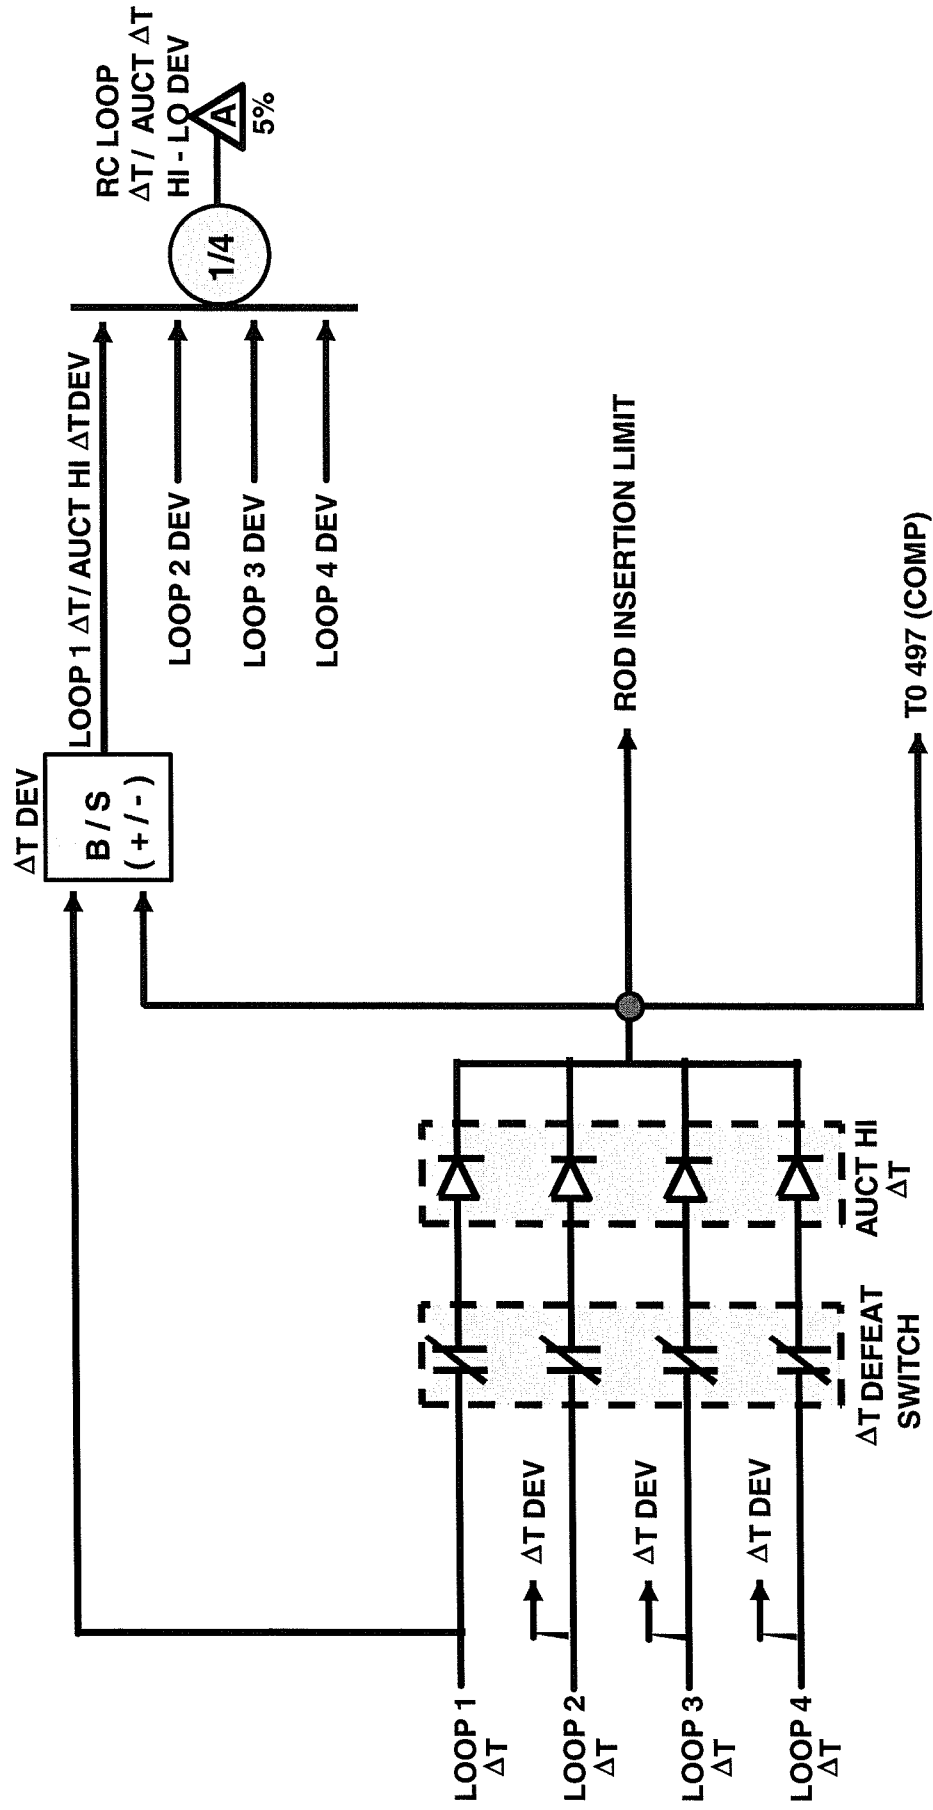 ΔT DEV
B / S
( + / - )
LOOP 1 ΔT/ AUCT HI ΔTDEV
LOOP 2 DEV
LOOP 3 DEV
LOOP 4 DEV
1/4
RC LOOP
ΔT / AUCT ΔT
HI - LO DEV
A
5%
LOOP 1
ΔT
LOOP 2
ΔT
LOOP 3
ΔT
LOOP 4
ΔT
ΔT DEV
ΔT DEV
ΔT DEV
ΔT DEFEAT
SWITCH
AUCT HI
ΔT
ROD INSERTION LIMIT
T0 497 (COMP)